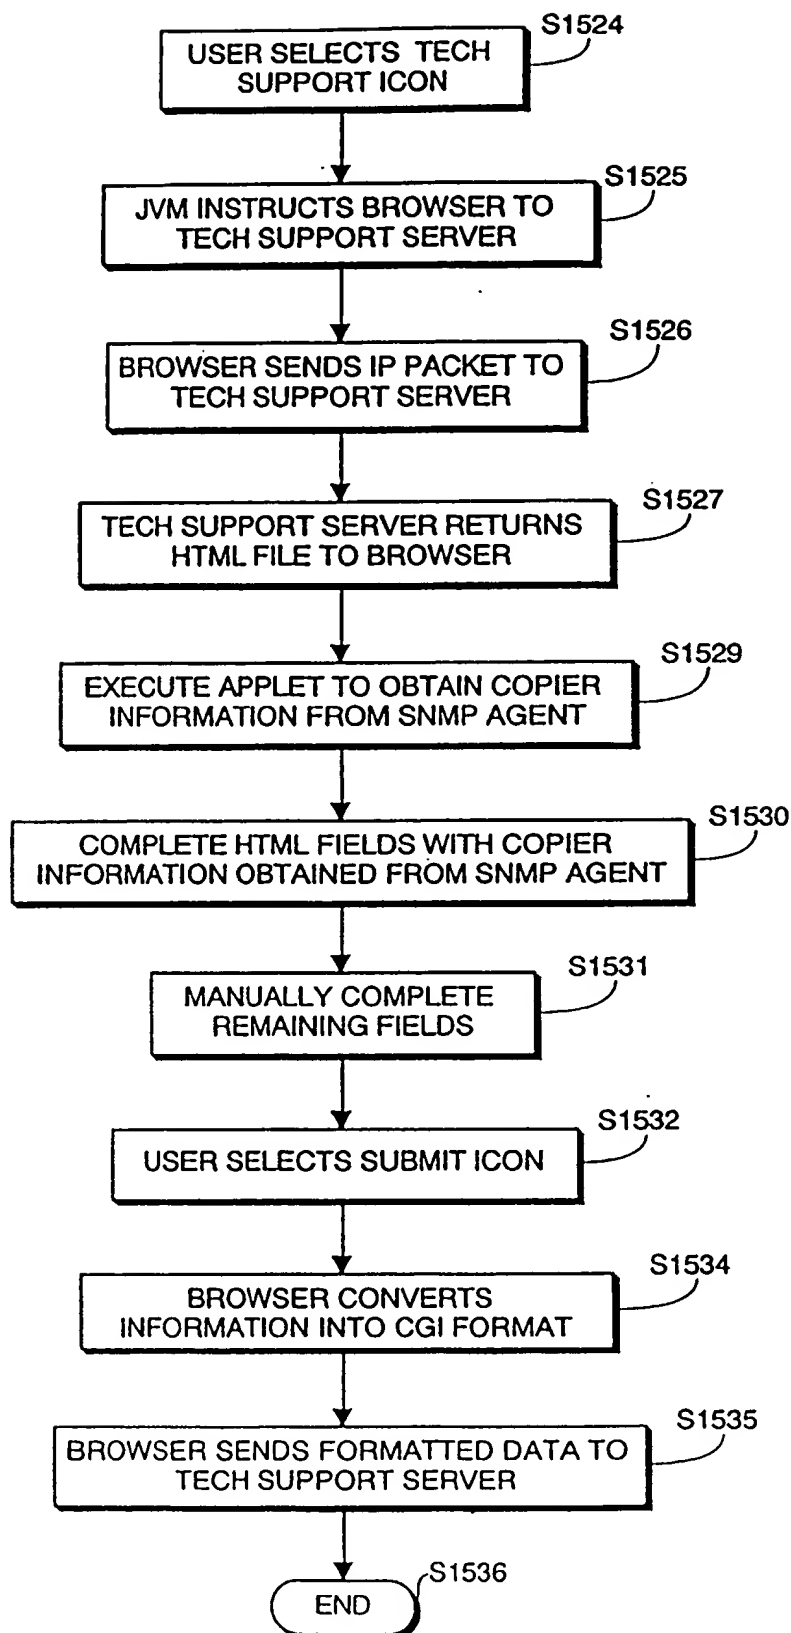 S1524
USER SELECTS TECH
SUPPORT ICON
S1525
JVM INSTRUCTS BROWSER TO
TECH SUPPORT SERVER
S1526
BROWSER SENDS IP PACKET TO
TECH SUPPORT SERVER
S1527
TECH SUPPORT SERVER RETURNS
HTML FILE TO BROWSER
S1529
EXECUTE APPLET TO OBTAIN COPIER
INFORMATION FROM SNMP AGENT
S1530
COMPLETE HTML FIELDS WITH COPIER
INFORMATION OBTAINED FROM SNMP AGENT
S1531
MANUALLY COMPLETE
REMAINING FIELDS
S1532
USER SELECTS SUBMIT ICON
S1534
BROWSER CONVERTS
INFORMATION INTO CGI FORMAT
S1535
BROWSER SENDS FORMATTED DATA TO
TECH SUPPORT SERVER
S1536
END